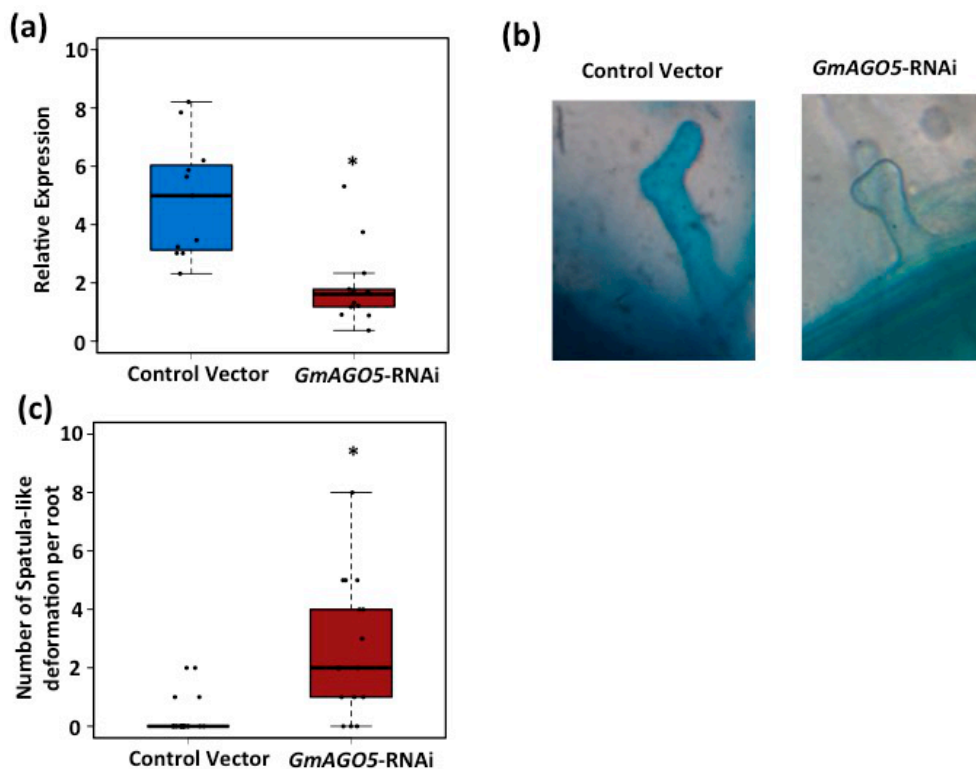 (a)
10
8
6
4
2
0
Relative Expression
*
Control Vector
GmAGO5-RNAi
(b)
Control Vector
GmAGO5-RNAi
(c)
10
8
6
4
2
0
Number of Spatula-like
deformation per root
*
Control Vector
GmAGO5-RNAi